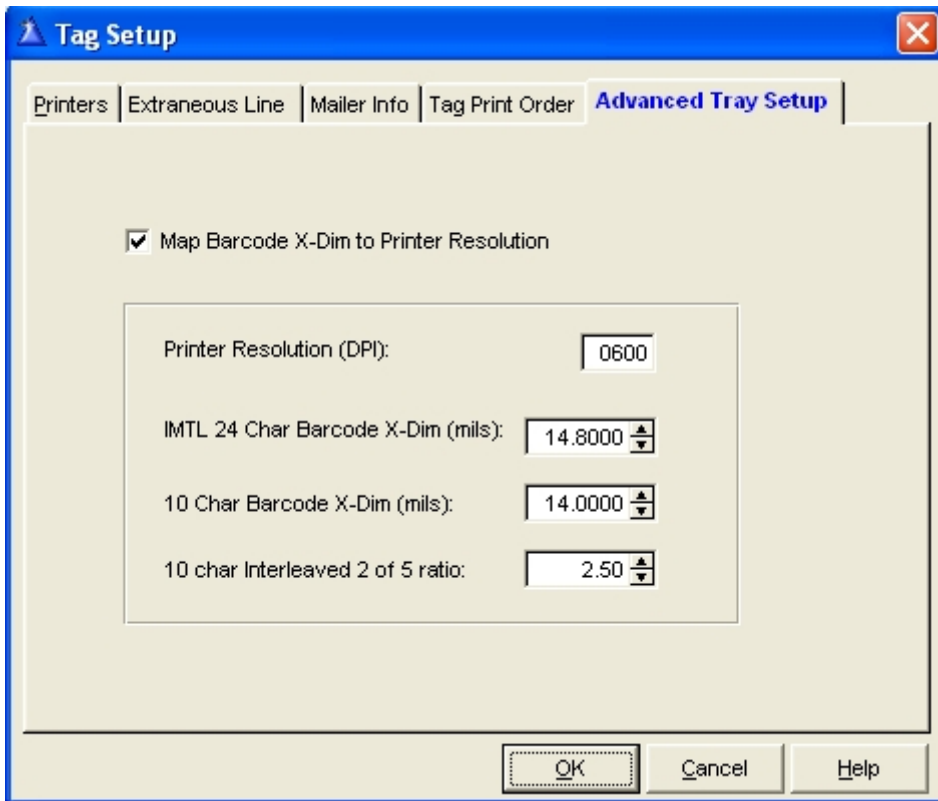 Tag Setup
Printers Extraneous Line Mailer Info Tag Print Order Advanced Tray Setup
Map Barcode X-Dim to Printer Resolution
Printer Resolution (DPI): 0600
IMTL 24 Char Barcode X-Dim (mils): 14.8000
10 Char Barcode X-Dim (mils): 14.0000
10 char Interleaved 2 of 5 ratio: 2.50
OK Cancel Help